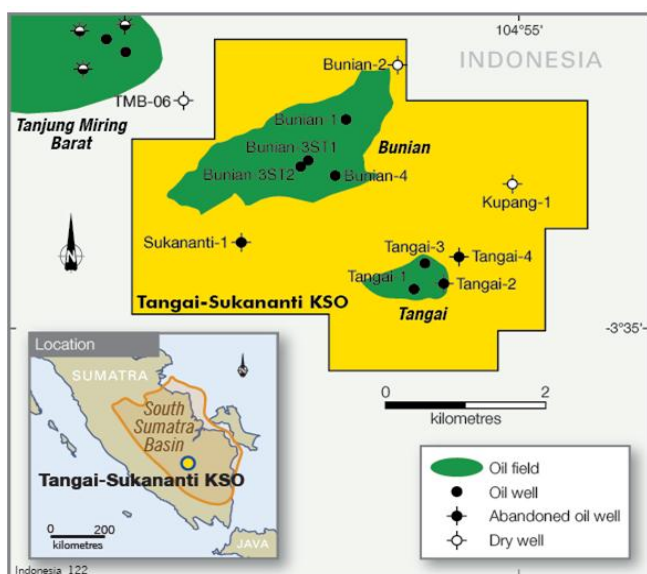 104°55'
INDONESIA
Bunian-2
TMB-06
Tanjung Miring
Barat
Bunian 1
Bunian
Bunian 3ST1
Bunian 3ST2
Bunian-4
Kupang-1
Sukananti-1
Tangai-3
Tangai-4
Tangai 1
Tangai-2
Tangai-Sukananti KSO
Tangai
-3°35'
N
0 2
kilometres
Location
N
SUMATRA
South
Sumatra
Basin
Tangai-Sukananti KSO
0 200
kilometres
JAVA
Oil field
Oil well
Abandoned oil well
Dry well
Indonesia 122